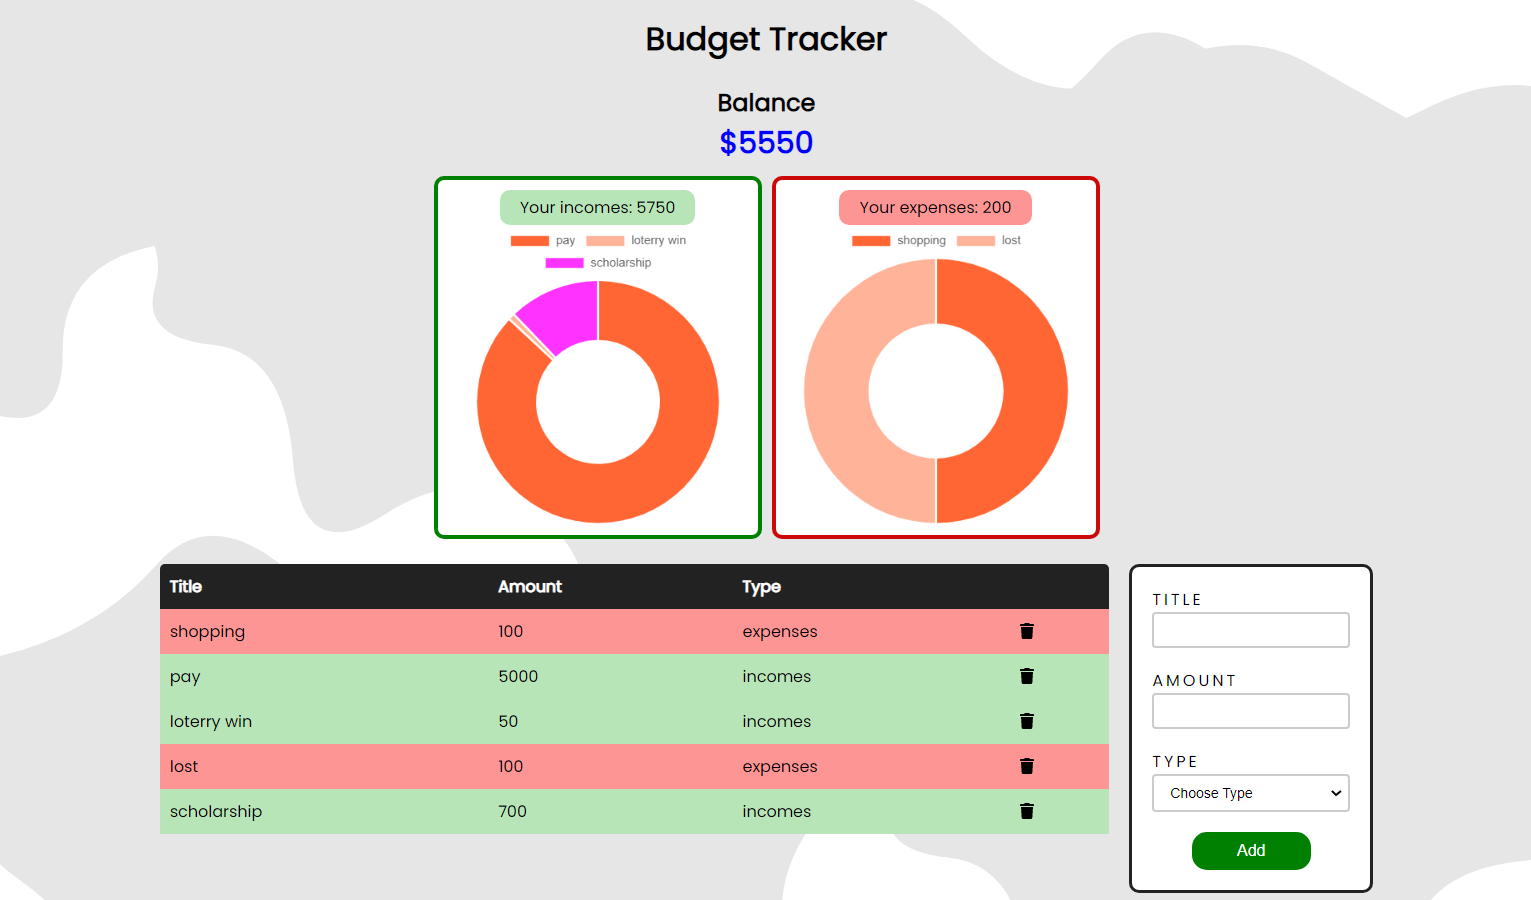 Budget Tracker
Balance
$5550
Your incomes: 5750
pay loterry win
scholarship
Your expenses: 200
shopping lost
Title Amount Type
shopping 100 expenses
pay 5000 incomes
loterry win 50 incomes
lost 100 expenses
scholarship 700 incomes
TITLE
AMOUNT
TYPE
Choose Type
Add